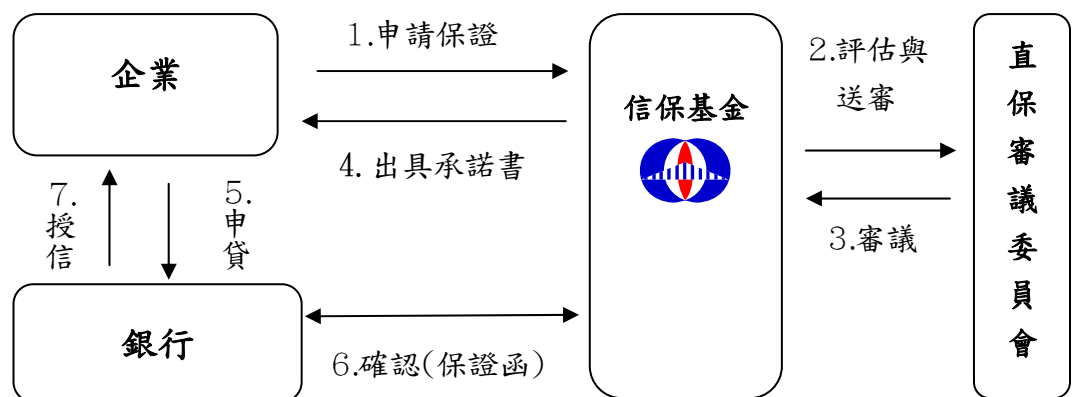 企業
1.申請保證
信保基金
4.出具承諾書
2.評估與
送審
3.審議
直保審議委員會
7.授信
5.申貸
銀行
6.確認(保證函)